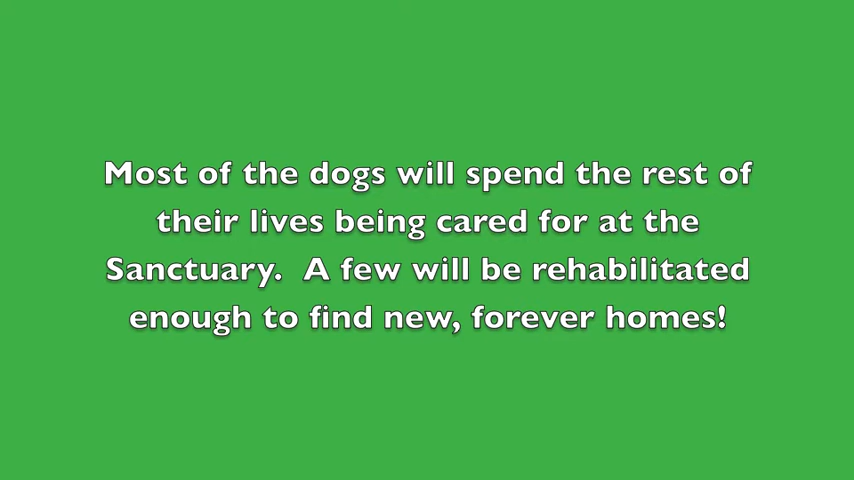 Most of the dogs will spend the rest of
their lives being cared for at the
Sanctuary.  A few will be rehabilitated
enough to find new, forever homes!